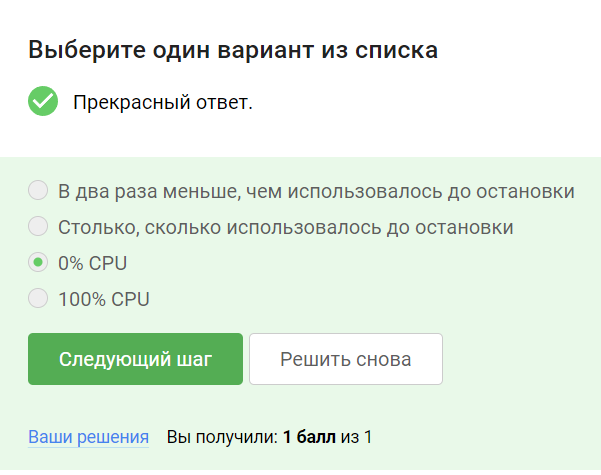 Выберите один вариант из списка
Прекрасный ответ.
В два раза меньше, чем использовалось до остановки
Столько, сколько использовалось до остановки
0% CPU
100% CPU
Следующий шаг Решить снова
Ваши решения Вы получили: 1 балл из 1